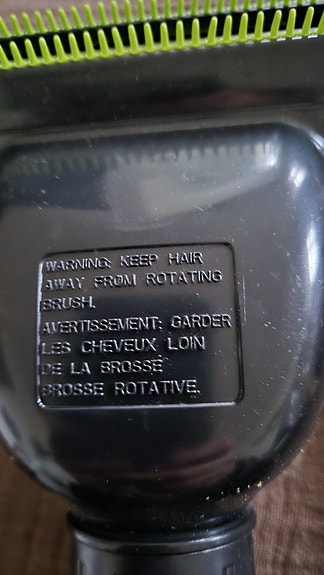 WARNING: KEEP HAIR
AWAY FROM ROTATING
BRUSH.
AVERTISSEMENT: GARDER
LES CHEVEUX LOIN
DE LA BROSSE
BROSSE ROTATIVE.